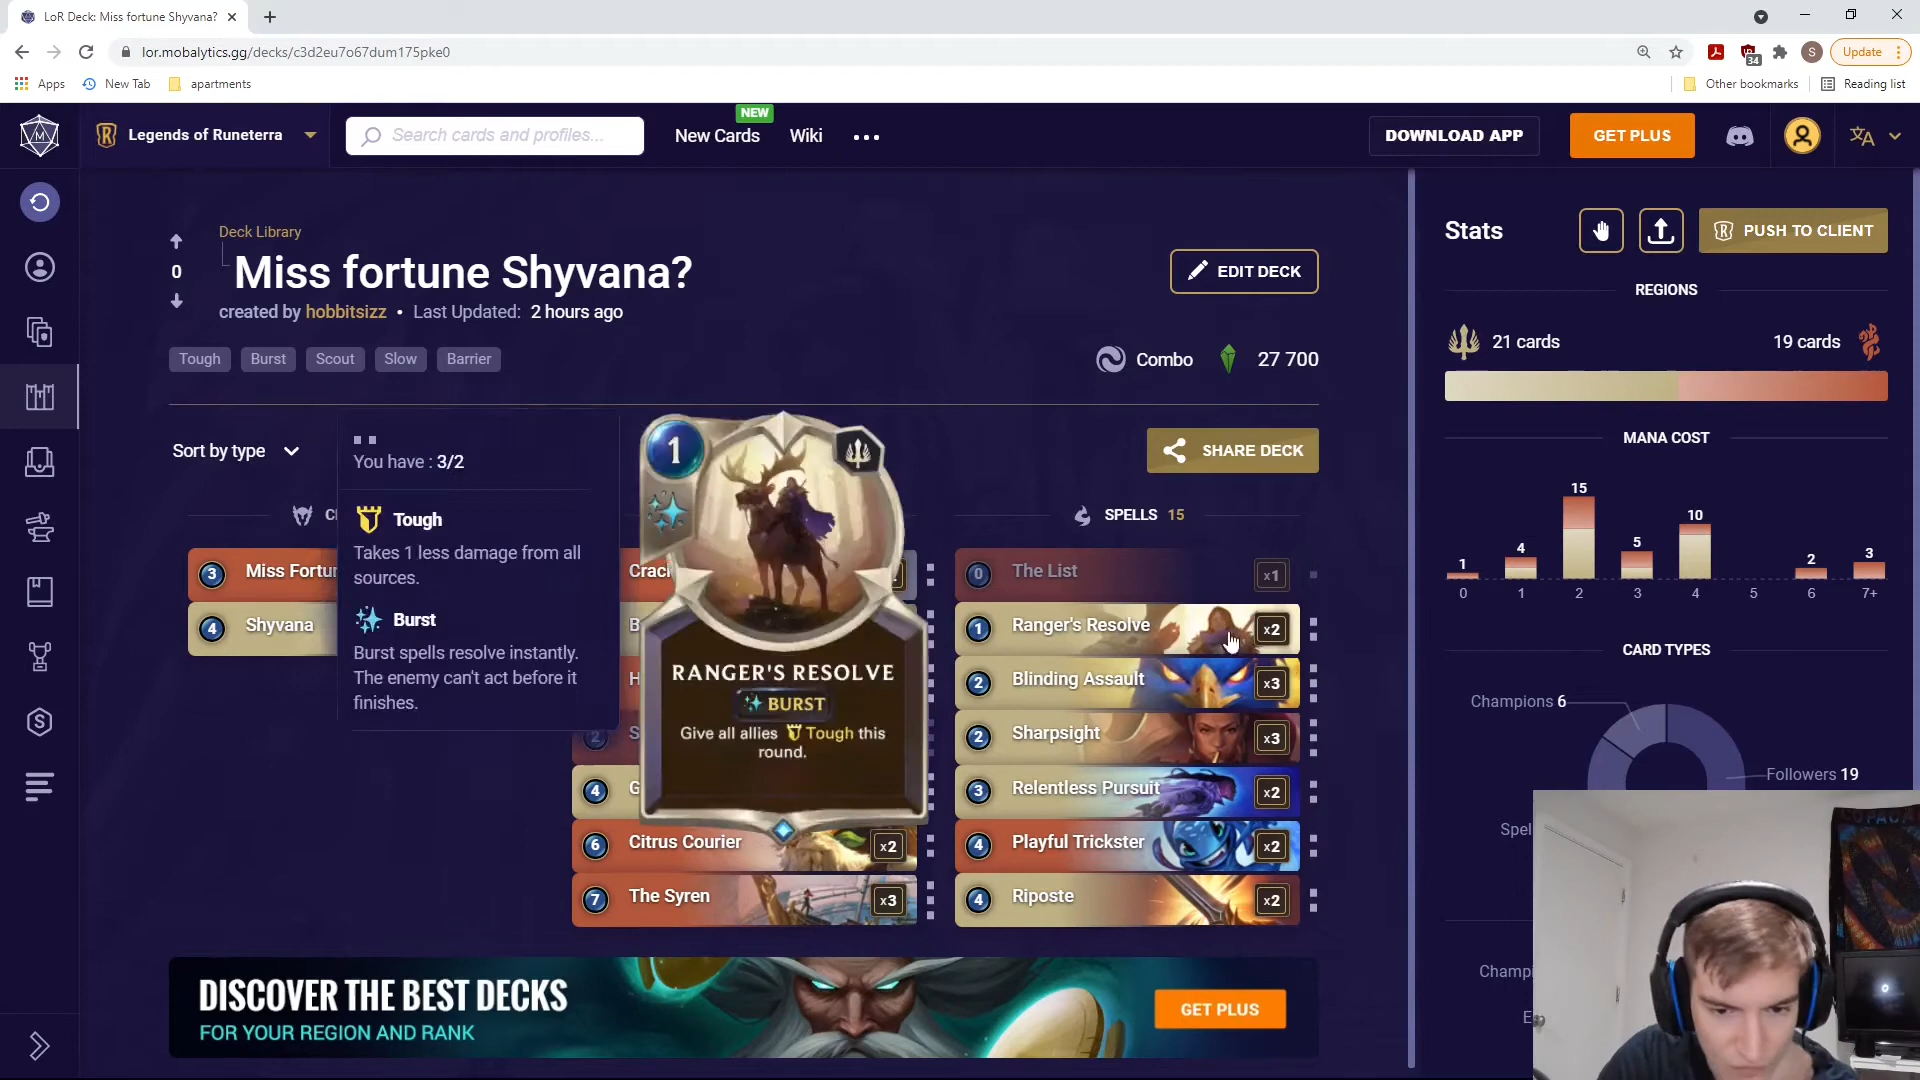 LoR Deck: Miss fortune Shyvana?
lor.mobalytics.gg/decks/c3d2eu7o67dum175pke0
34
S
Update
Apps
New Tab
apartments
Other bookmarks
Reading list
M
Legends of Runeterra
Search cards and profiles...
New Cards
NEW
Wiki
DOWNLOAD APP
GET PLUS
Deck Library
0
Miss fortune Shyvana?
created by hobbitsizz • Last Updated: 2 hours ago
EDIT DECK
Tough
Burst
Scout
Slow
Barrier
Combo
27 700
Sort by type
SHARE DECK
You have : 3/2
Tough
Takes 1 less damage from all
sources.
Burst
Burst spells resolve instantly.
The enemy can't act before it
finishes.
3 Miss Fortu
4 Shyvana
1
RANGER'S RESOLVE
BURST
Give all allies Tough this
round.
2
4 G
6 Citrus Courier x2
7 The Syren x3
SPELLS 15
0 The List x1
1 Ranger's Resolve x2
2 Blinding Assault x3
2 Sharpsight x3
3 Relentless Pursuit x2
4 Playful Trickster x2
4 Riposte x2
DISCOVER THE BEST DECKS
FOR YOUR REGION AND RANK
GET PLUS
Stats
PUSH TO CLIENT
REGIONS
21 cards
19 cards
MANA COST
1 4 15 5 10 2 3
0 1 2 3 4 5 6 7+
CARD TYPES
Champions 6
Followers 19
Spel
Champi
E